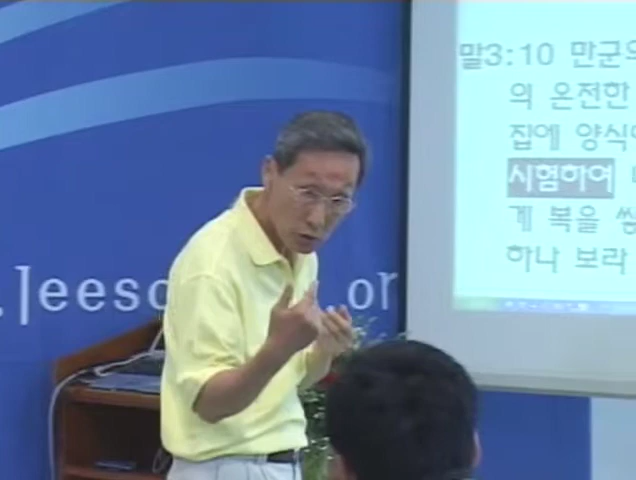 말3:10 만군의
의 온전한
집에 양식이
시험하여
게 복을 쌓
하나 보라
.jeeso
.or